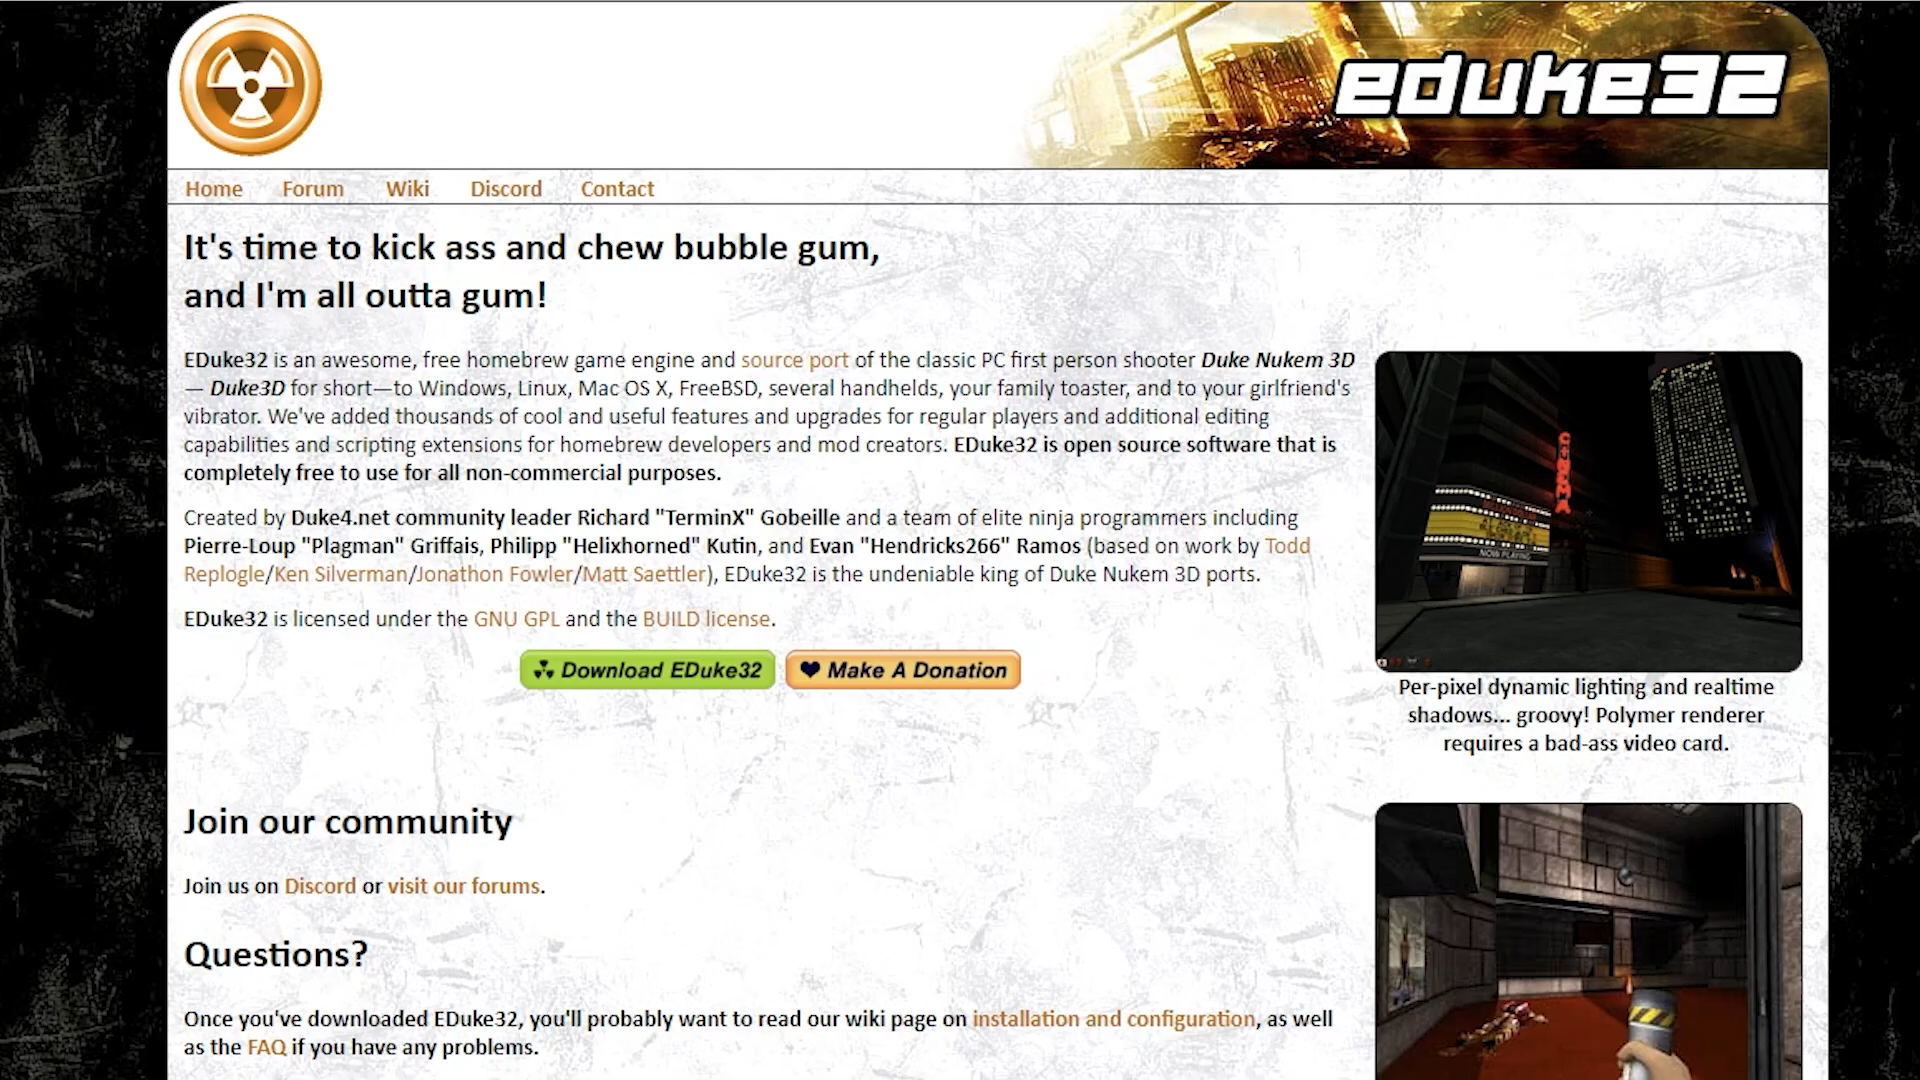 eduke32
Home Forum Wiki Discord Contact
It's time to kick ass and chew bubble gum,
and I'm all outta gum!
EDuke32 is an awesome, free homebrew game engine and source port of the classic PC first person shooter Duke Nukem 3D
— Duke3D for short—to Windows, Linux, Mac OS X, FreeBSD, several handhelds, your family toaster, and to your girlfriend's
vibrator. We've added thousands of cool and useful features and upgrades for regular players and additional editing
capabilities and scripting extensions for homebrew developers and mod creators. EDuke32 is open source software that is
completely free to use for all non-commercial purposes.
Created by Duke4.net community leader Richard "TerminX" Gobeille and a team of elite ninja programmers including
Pierre-Loup "Plagman" Griffais, Philipp "Helixhorned" Kutin, and Evan "Hendricks266" Ramos (based on work by Todd
Replogle/Ken Silverman/Jonathon Fowler/Matt Saettler), EDuke32 is the undeniable king of Duke Nukem 3D ports.
EDuke32 is licensed under the GNU GPL and the BUILD license.
Download EDuke32 Make A Donation
CINEMA
NOW PLAYING
Per-pixel dynamic lighting and realtime
shadows... groovy! Polymer renderer
requires a bad-ass video card.
Join our community
Join us on Discord or visit our forums.
Questions?
Once you've downloaded EDuke32, you'll probably want to read our wiki page on installation and configuration, as well
as the FAQ if you have any problems.